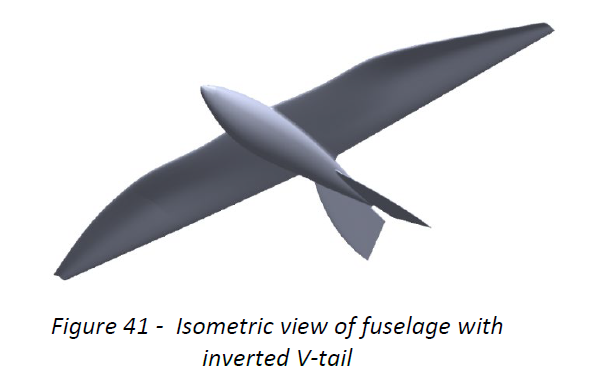 Figure 41 - Isometric view of fuselage with
inverted V-tail